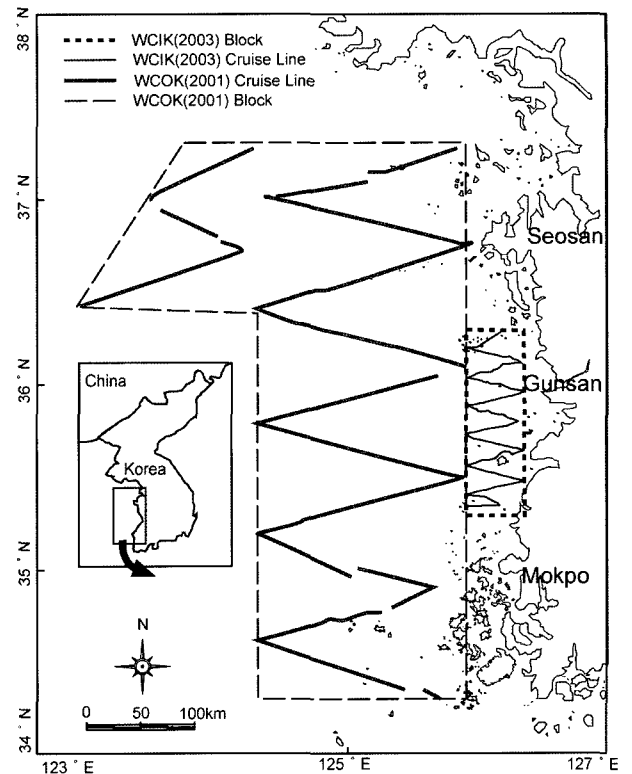 38 ° N
37 ° N
36 ° N
35 ° N
34 ° N
WCIK(2003) Block
WCIK(2003) Cruise Line
WCOK(2001) Cruise Line
WCOK(2001) Block
Seosan
Gunsan
Mokpo
China
Korea
N
0 50 100km
123 ° E
125 ° E
127 ° E